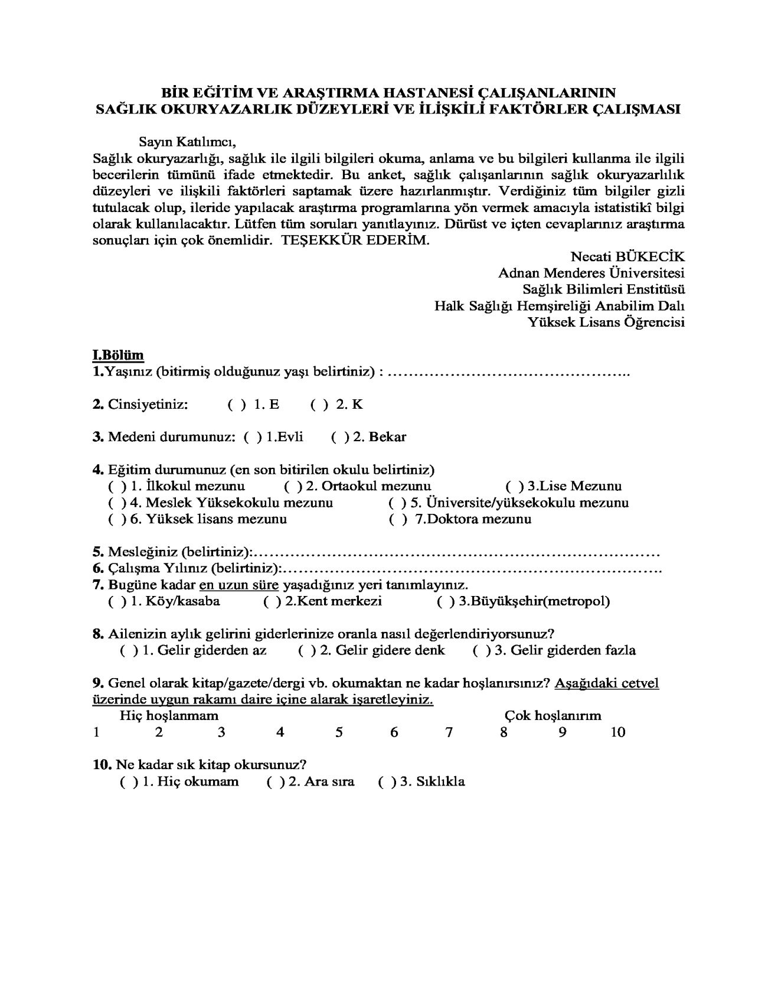 BİR EĞİTİM VE ARAŞTIRMA HASTANESİ ÇALIŞANLARININ
SAĞLIK OKURYAZARLIK DÜZEYLERİ VE İLİŞKİLİ FAKTÖRLER ÇALIŞMASI
Sayın Katılımcı,
Sağlık okuryazarlığı, sağlık ile ilgili bilgileri okuma, anlama ve bu bilgileri kullanma ile ilgili
becerilerin tümünü ifade etmektedir. Bu anket, sağlık çalışanlarının sağlık okuryazarlılık
düzeyleri ve ilişkili faktörleri saptamak üzere hazırlanmıştır. Verdiğiniz tüm bilgiler gizli
tutulacak olup, ileride yapılacak araştırma programlarına yön vermek amacıyla istatistikî bilgi
olarak kullanılacaktır. Lütfen tüm soruları yanıtlayınız. Dürüst ve içten cevaplarınız araştırma
sonuçları için çok önemlidir. TEŞEKKÜR EDERİM.
Necati BÜKECİK
Adnan Menderes Üniversitesi
Sağlık Bilimleri Enstitüsü
Halk Sağlığı Hemşireliği Anabilim Dalı
Yüksek Lisans Öğrencisi
I.Bölüm
1.Yaşınız (bitirmiş olduğunuz yaşı belirtiniz) : ……………………………………….
2. Cinsiyetiniz: ( ) 1. E ( ) 2. K
3. Medeni durumunuz: ( ) 1.Evli ( ) 2. Bekar
4. Eğitim durumunuz (en son bitirilen okulu belirtiniz)
( ) 1. İlkokul mezunu ( ) 2. Ortaokul mezunu ( ) 3.Lise Mezunu
( ) 4. Meslek Yüksekokulu mezunu ( ) 5. Üniversite/yüksekokulu mezunu
( ) 6. Yüksek lisans mezunu ( ) 7.Doktora mezunu
5. Mesleğiniz (belirtiniz):……………………………………………………………………
6. Çalışma Yılınız (belirtiniz):……………………………………………………………….
7. Bugüne kadar en uzun süre yaşadığınız yeri tanımlayınız.
( ) 1. Köy/kasaba ( ) 2.Kent merkezi ( ) 3.Büyükşehir(metropol)
8. Ailenizin aylık gelirini giderlerinize oranla nasıl değerlendiriyorsunuz?
( ) 1. Gelir giderden az ( ) 2. Gelir gidere denk ( ) 3. Gelir giderden fazla
9. Genel olarak kitap/gazete/dergi vb. okumaktan ne kadar hoşlanırsınız? Aşağıdaki cetvel
üzerinde uygun rakamı daire içine alarak işaretleyiniz.
Hiç hoşlanmam Çok hoşlanırım
1 2 3 4 5 6 7 8 9 10
10. Ne kadar sık kitap okursunuz?
( ) 1. Hiç okumam ( ) 2. Ara sıra ( ) 3. Sıklıkla